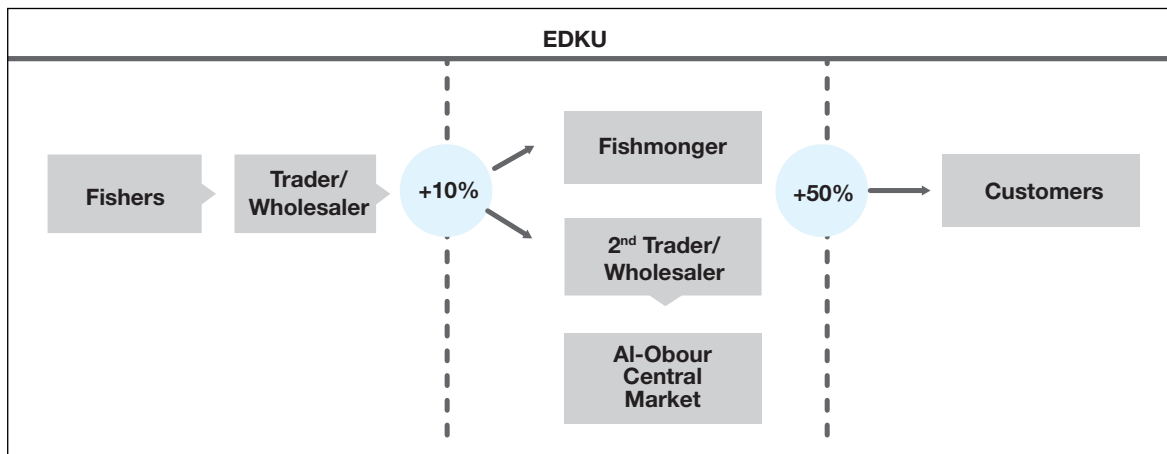 EDKU
Fishers
Trader/
Wholesaler
+10%
Fishmonger
2nd Trader/
Wholesaler
Al-Obour
Central
Market
+50%
Customers